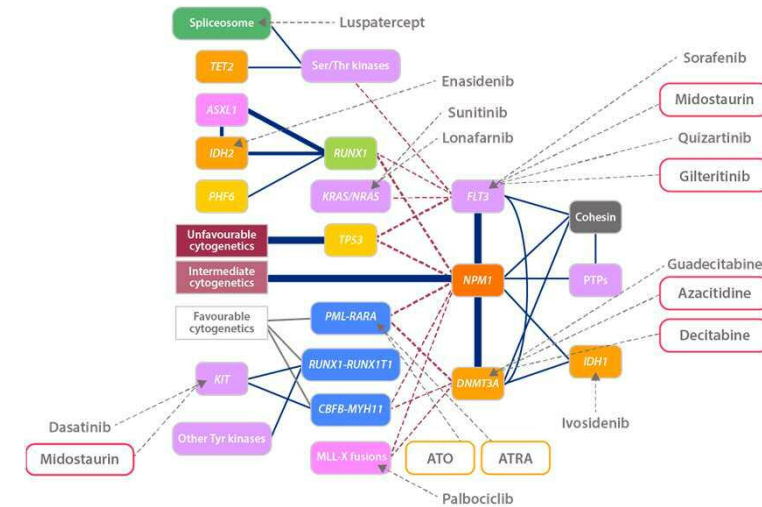 Spliceosome
Luspatercept
TET2
Ser/Thr kinases
Sorafenib
Enasidenib
Midostaurin
ASXL1
Sunitinib
Lonafarnib
Quizartinib
IDH2
RUNX1
Gilteritinib
PHF6
KRAS/NRAS
FLT3
Cohesin
Unfavourable
cytogenetics
TPS3
Intermediate
cytogenetics
NPM1
PTPs
Guadecitabine
Azacitidine
Favourable
cytogenetics
PML-RARA
Decitabine
RUNX1-RUNX1T1
IDH1
KIT
DNMT3A
CBFB-MYH11
Dasatinib
Ivosidenib
Other Tyr kinases
Midostaurin
MLL-X fusions
ATO
ATRA
Palbociclib